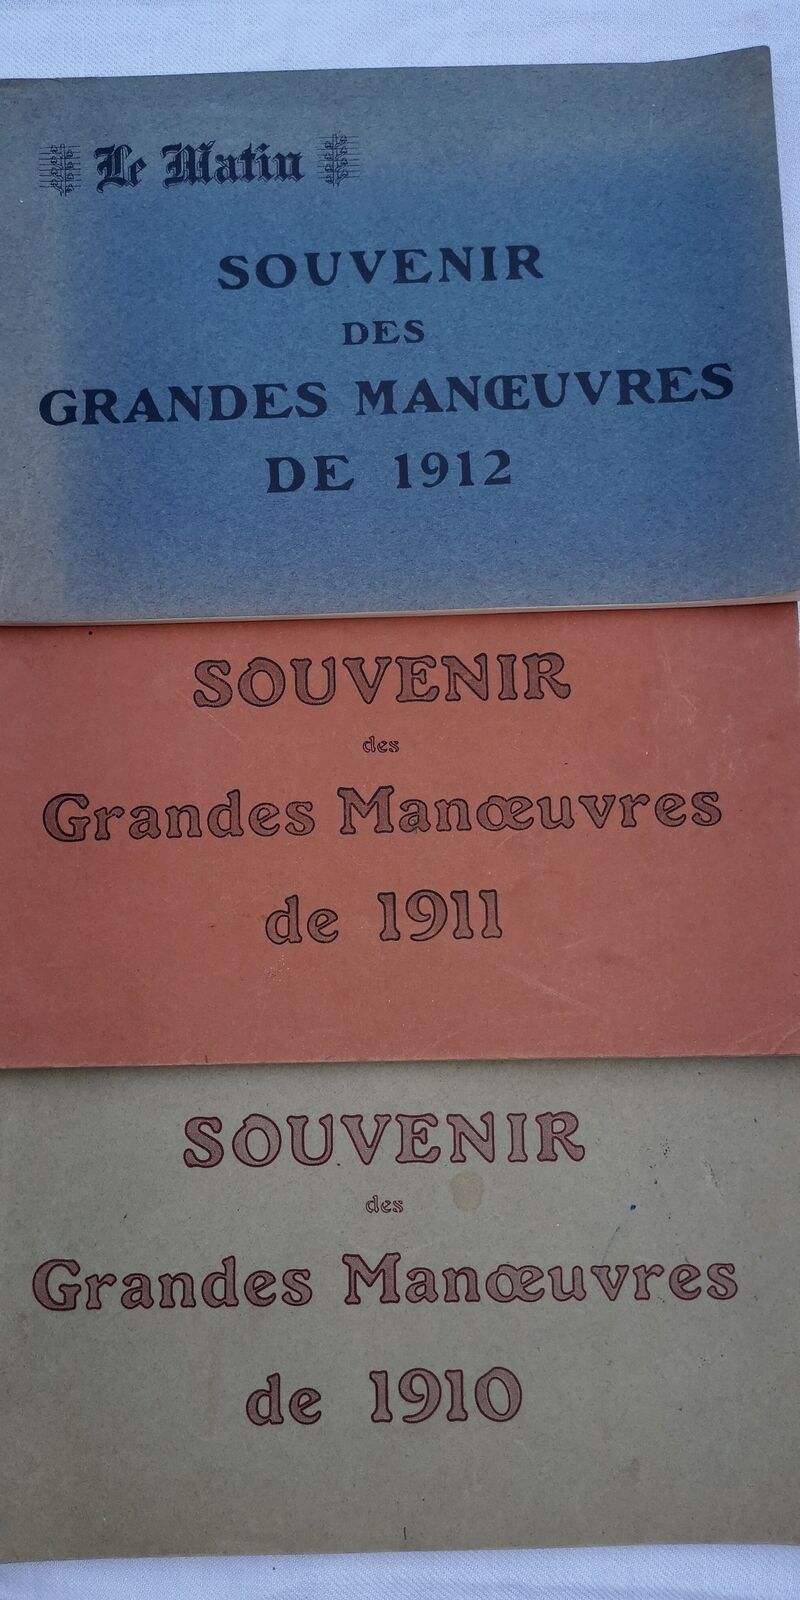 Le Matin
SOUVENIR
DES
GRANDES MANŒUVRES
DE 1912
SOUVENIR
des
Grandes Manœuvres
de 1911
SOUVENIR
des
Grandes Manœuvres
de 1910